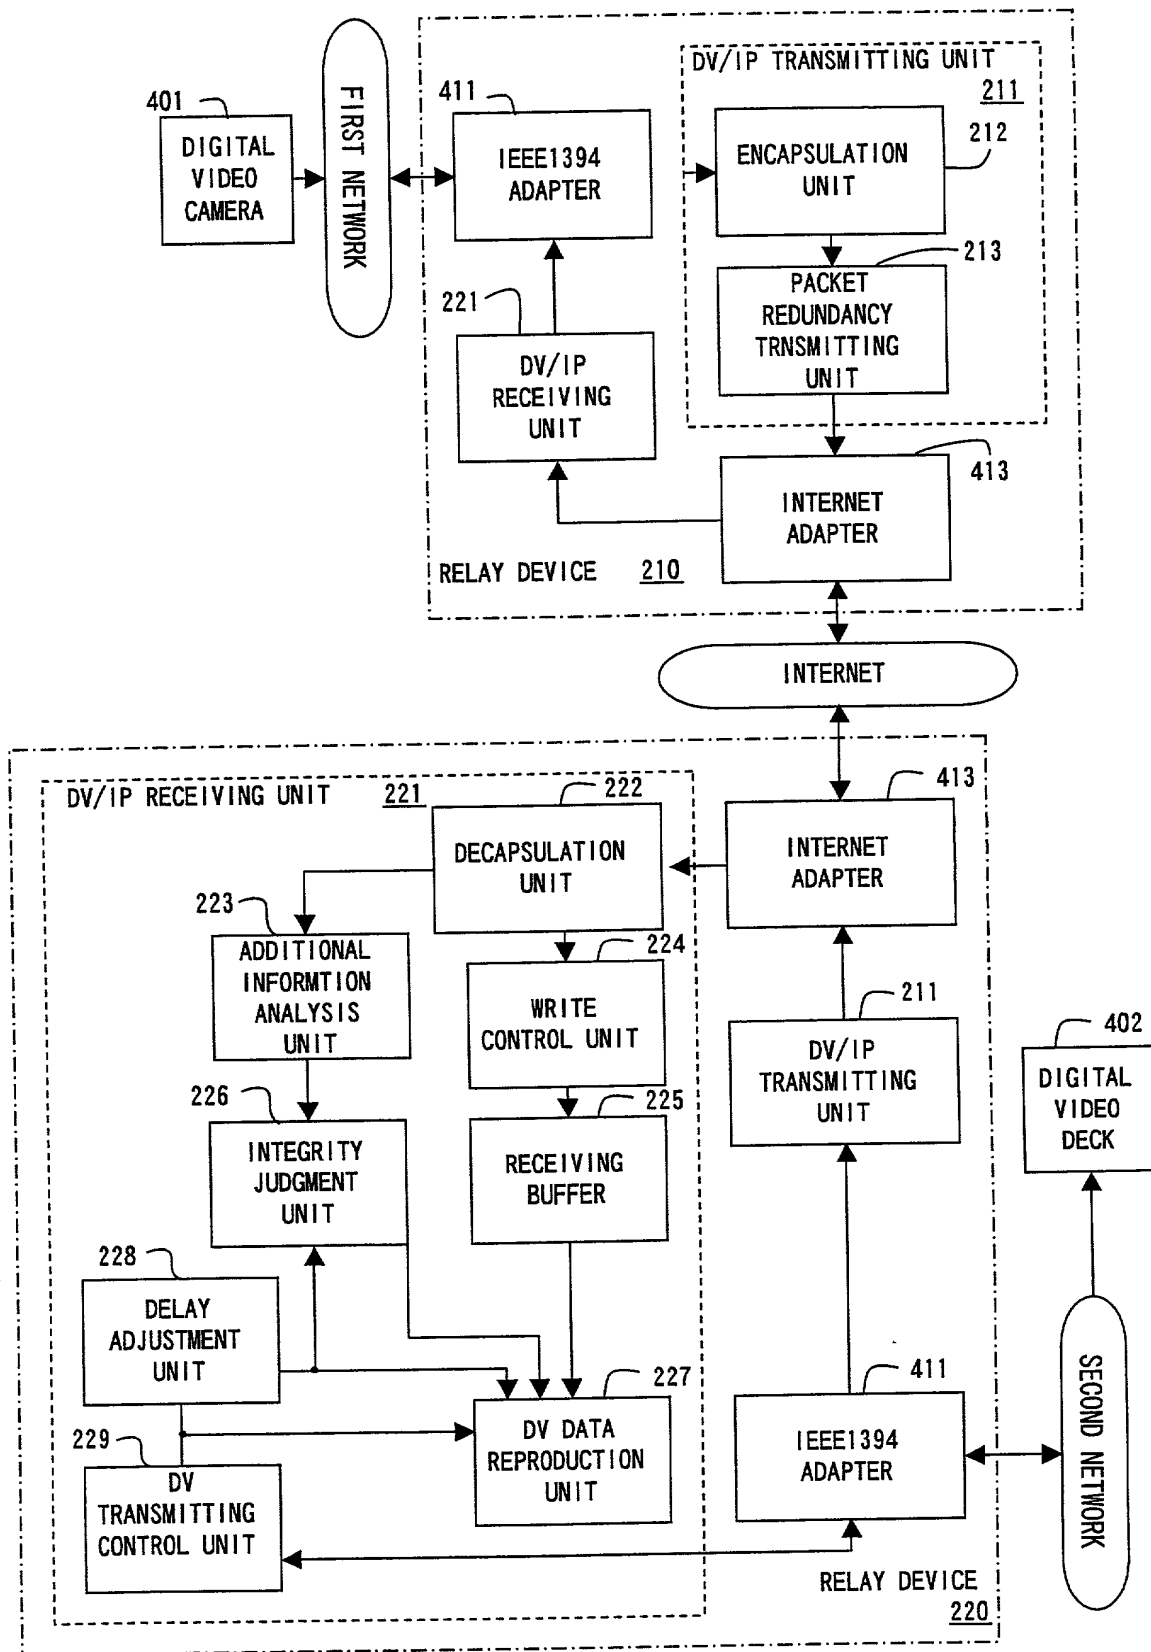 401
DIGITAL
VIDEO
CAMERA
FIRST NETWORK
411
IEEE1394
ADAPTER
DV/IP TRANSMITTING UNIT
211
ENCAPSULATION
UNIT
212
213
PACKET
REDUNDANCY
TRNSMITTING
UNIT
221
DV/IP
RECEIVING
UNIT
413
INTERNET
ADAPTER
RELAY DEVICE 210
INTERNET
DV/IP RECEIVING UNIT 221
222
DECAPSULATION
UNIT
413
INTERNET
ADAPTER
223
ADDITIONAL
INFORMTION
ANALYSIS
UNIT
224
WRITE
CONTROL UNIT
211
DV/IP
TRANSMITTING
UNIT
402
DIGITAL
VIDEO
DECK
226
INTEGRITY
JUDGMENT
UNIT
225
RECEIVING
BUFFER
228
DELAY
ADJUSTMENT
UNIT
227
DV DATA
REPRODUCTION
UNIT
411
IEEE1394
ADAPTER
SECOND NETWORK
229
DV
TRANSMITTING
CONTROL UNIT
RELAY DEVICE
220